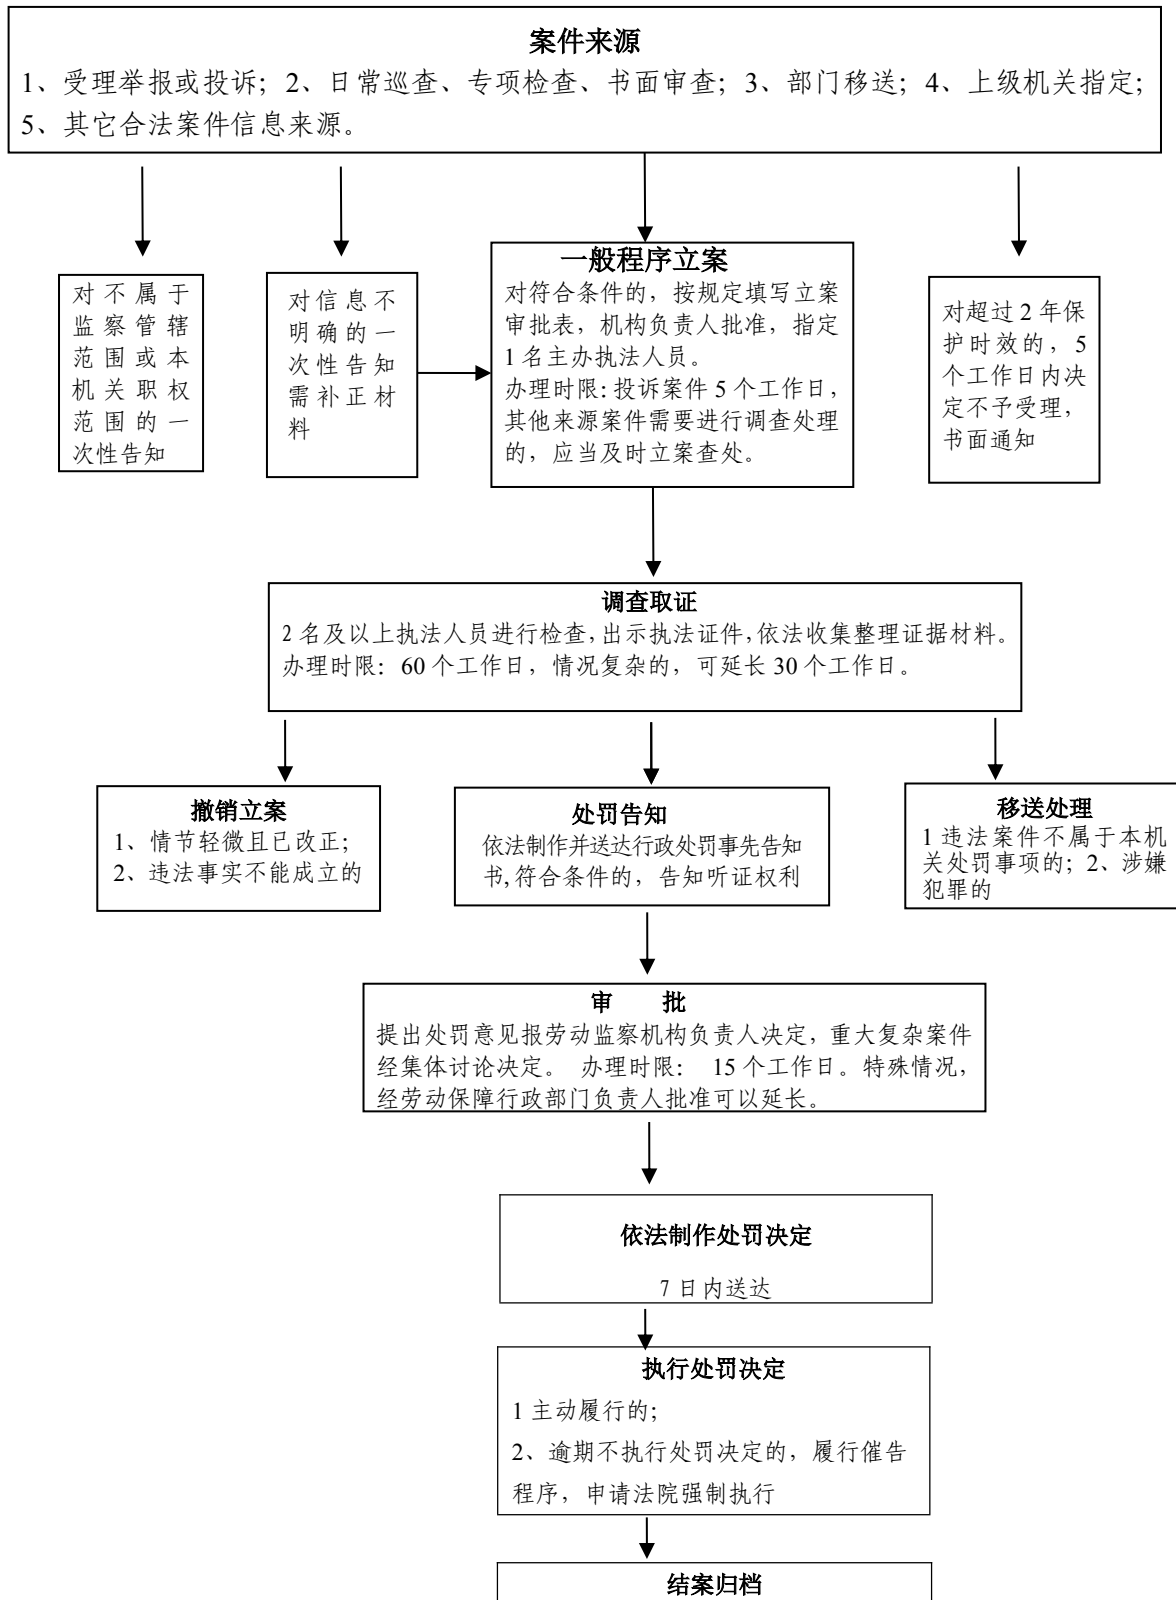 案件来源
1、受理举报或投诉；2、日常巡查、专项检查、书面审查；3、部门移送；4、上级机关指定；
5、其它合法案件信息来源。
对不属于
监察管辖
范围或本
机关职权
范围的一
次性告知
对信息不
明确的一
次性告知
需补正材
料
一般程序立案
对符合条件的，按规定填写立案
审批表，机构负责人批准，指定
1名主办执法人员。
办理时限：投诉案件 5 个工作日，
其他来源案件需要进行调查处理
的，应当及时立案查处。
对超过 2 年保
护时效的，5
个工作日内决
定不予受理，
书面通知
调查取证
2 名及以上执法人员进行检查，出示执法证件，依法收集整理证据材料。
办理时限：60 个工作日，情况复杂的，可延长 30 个工作日。
撤销立案
1、情节轻微且已改正；
2、违法事实不能成立的
处罚告知
依法制作并送达行政处罚事先告知
书,符合条件的，告知听证权利
移送处理
1 违法案件不属于本机
关处罚事项的；2、涉嫌
犯罪的
审 批
提出处罚意见报劳动监察机构负责人决定，重大复杂案件
经集体讨论决定。 办理时限： 15 个工作日。特殊情况，
经劳动保障行政部门负责人批准可以延长。
依法制作处罚决定
7 日内送达
执行处罚决定
1 主动履行的；
2、逾期不执行处罚决定的，履行催告
程序，申请法院强制执行
结案归档